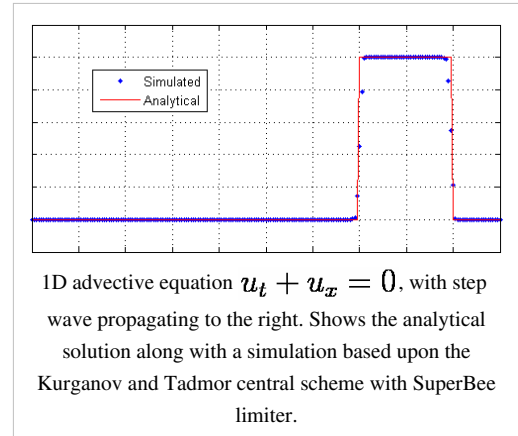 Simulated
Analytical
1D advective equation u_t + u_x = 0, with step
wave propagating to the right. Shows the analytical
solution along with a simulation based upon the
Kurganov and Tadmor central scheme with SuperBee
limiter.